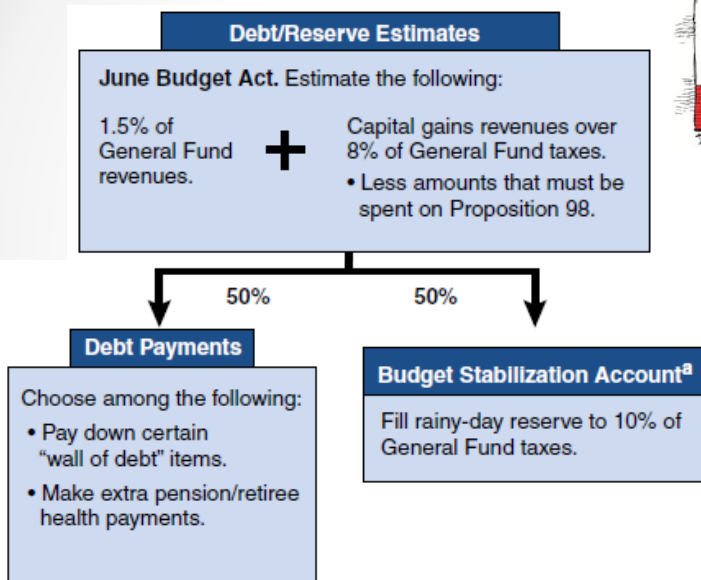 Debt/Reserve Estimates
June Budget Act. Estimate the following:
1.5% of
General Fund
revenues.
+
Capital gains revenues over
8% of General Fund taxes.
• Less amounts that must be
spent on Proposition 98.
50%
50%
Debt Payments
Choose among the following:
• Pay down certain
“wall of debt” items.
• Make extra pension/retiree
health payments.
Budget Stabilization Accountᵃ
Fill rainy-day reserve to 10% of
General Fund taxes.